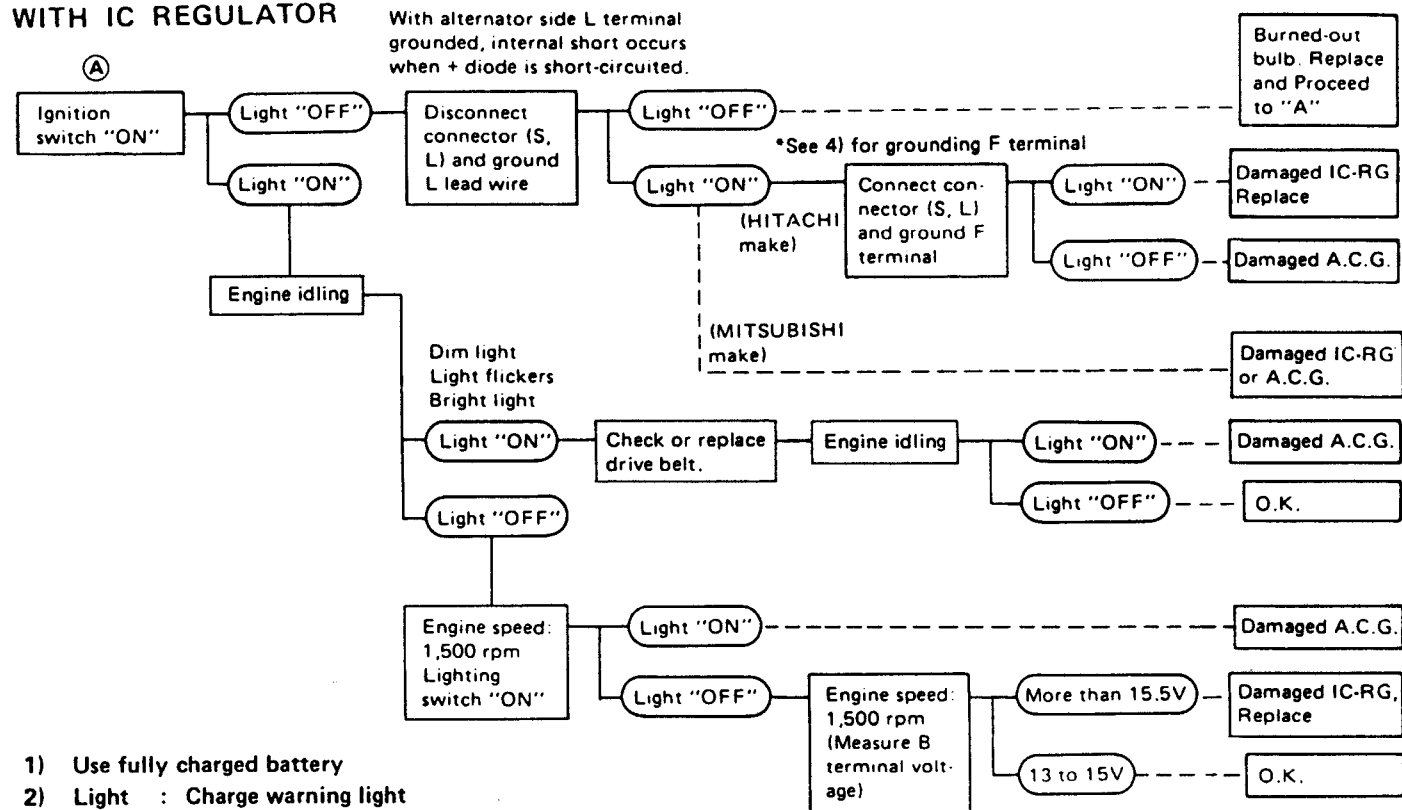 WITH IC REGULATOR
With alternator side L terminal
grounded, internal short occurs
when + diode is short-circuited.
A
Ignition
switch "ON"
Light "OFF"
Light "ON"
Disconnect
connector (S,
L) and ground
L lead wire
Light "OFF"
Burned-out
bulb. Replace
and Proceed
to "A"
*See 4) for grounding F terminal
Light "ON"
(HITACHI
make)
Connect con-
nector (S, L)
and ground F
terminal
Light "ON"
Damaged IC-RG
Replace
Light "OFF"
Damaged A.C.G.
(MITSUBISHI
make)
Damaged IC-RG
or A.C.G.
Engine idling
Dim light
Light flickers
Bright light
Light "ON"
Check or replace
drive belt.
Engine idling
Light "ON"
Damaged A.C.G.
Light "OFF"
O.K.
Light "OFF"
Engine speed:
1,500 rpm
Lighting
switch "ON"
Light "ON"
Damaged A.C.G.
Light "OFF"
Engine speed:
1,500 rpm
(Measure B
terminal volt-
age)
More than 15.5V
Damaged IC-RG,
Replace
13 to 15V
O.K.
1) Use fully charged battery
2) Light : Charge warning light